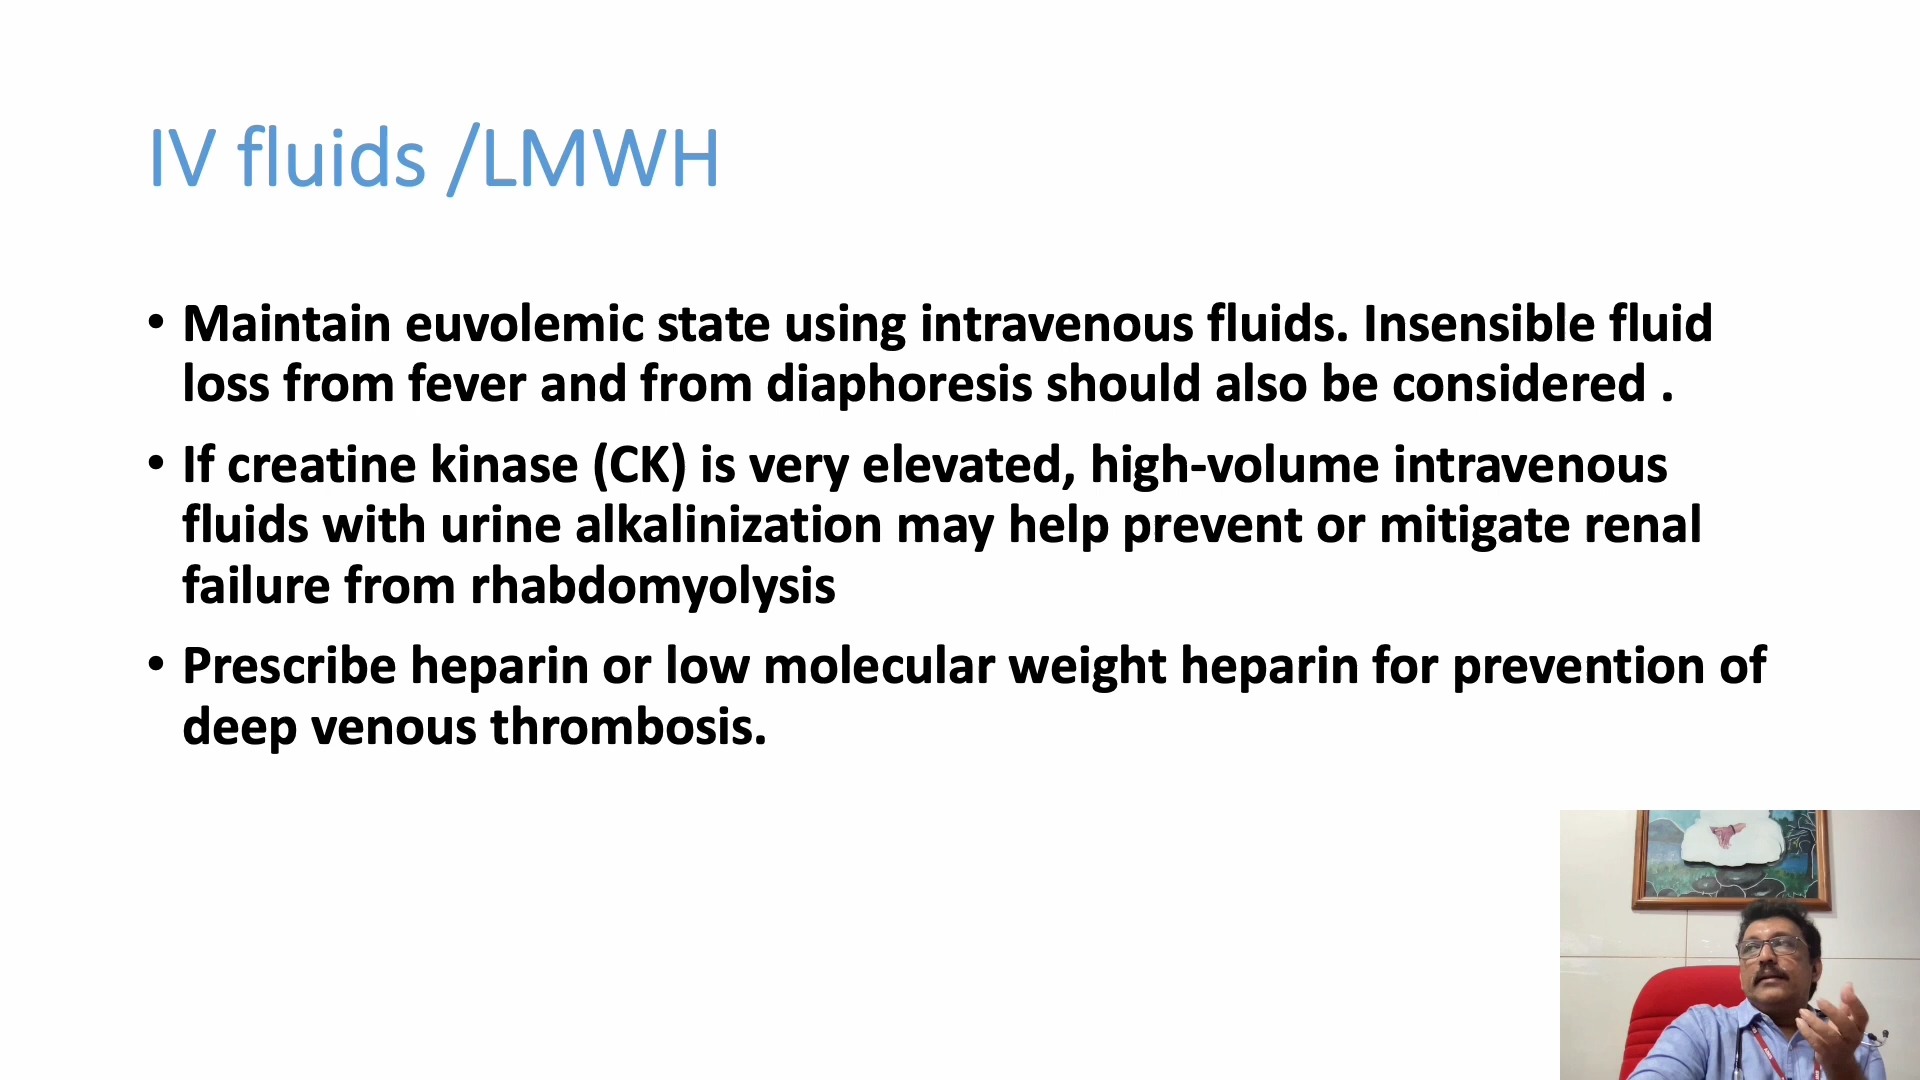 IV fluids /LMWH
• Maintain euvolemic state using intravenous fluids. Insensible fluid
loss from fever and from diaphoresis should also be considered .
• If creatine kinase (CK) is very elevated, high-volume intravenous
fluids with urine alkalinization may help prevent or mitigate renal
failure from rhabdomyolysis
• Prescribe heparin or low molecular weight heparin for prevention of
deep venous thrombosis.